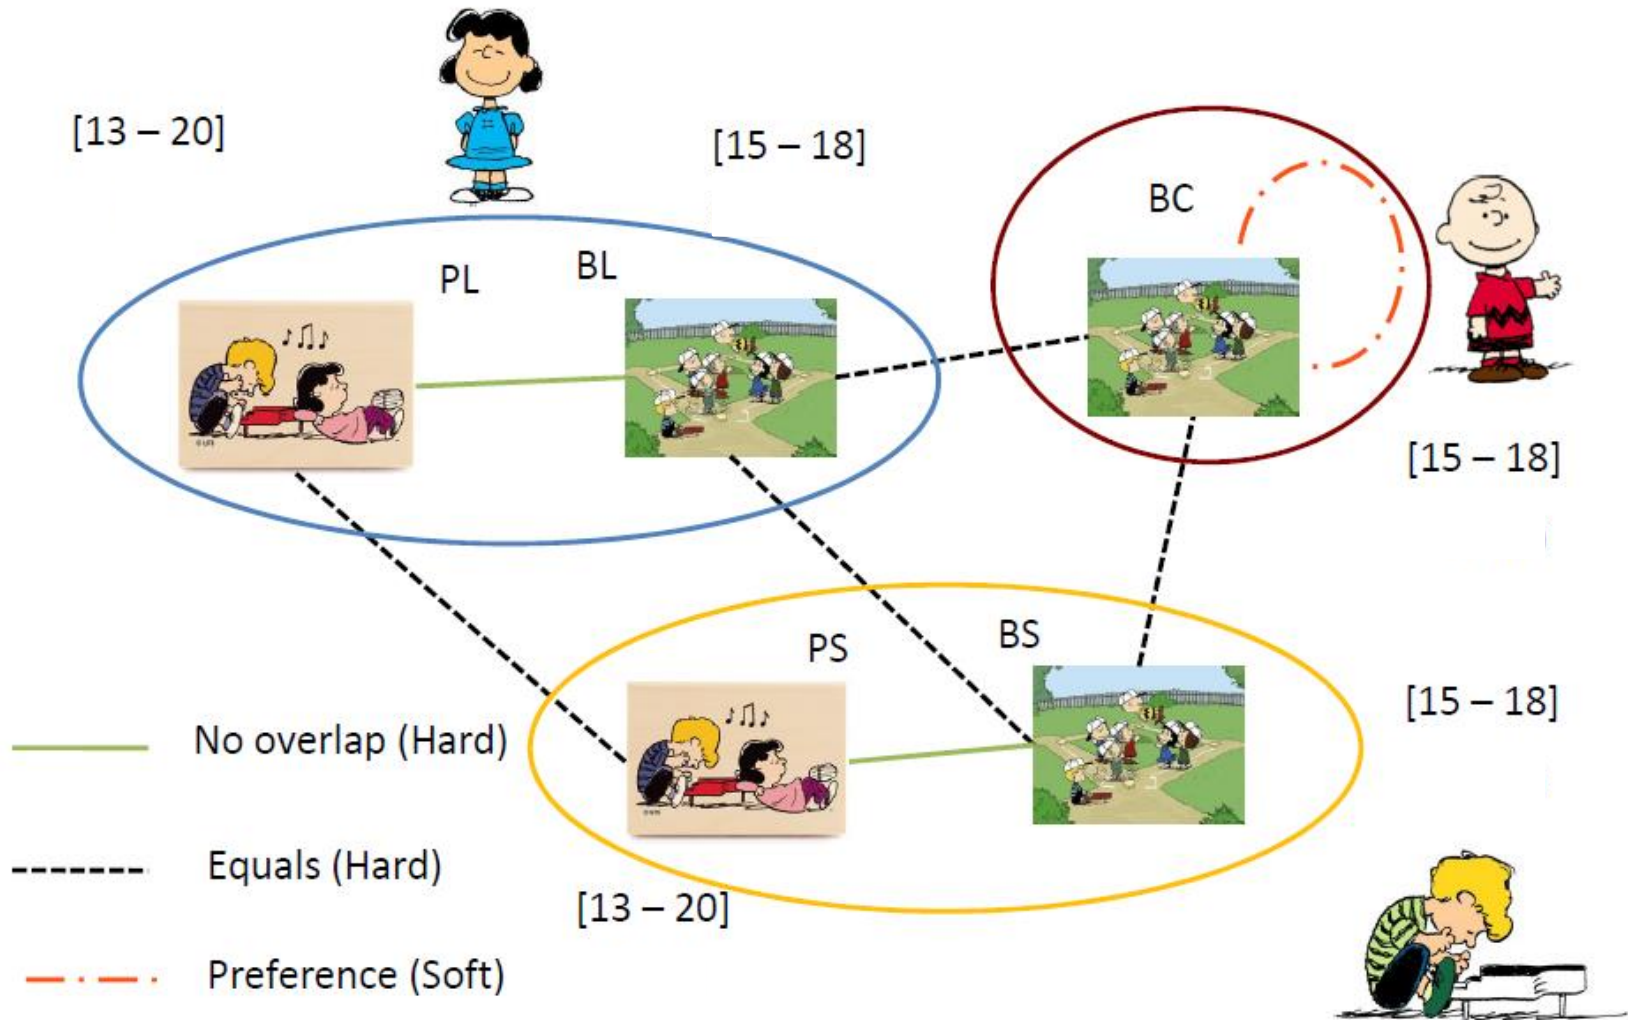 [13 – 20]
[15 – 18]
BC
PL
BL
[15 – 18]
PS
BS
[15 – 18]
No overlap (Hard)
Equals (Hard)
[13 – 20]
Preference (Soft)